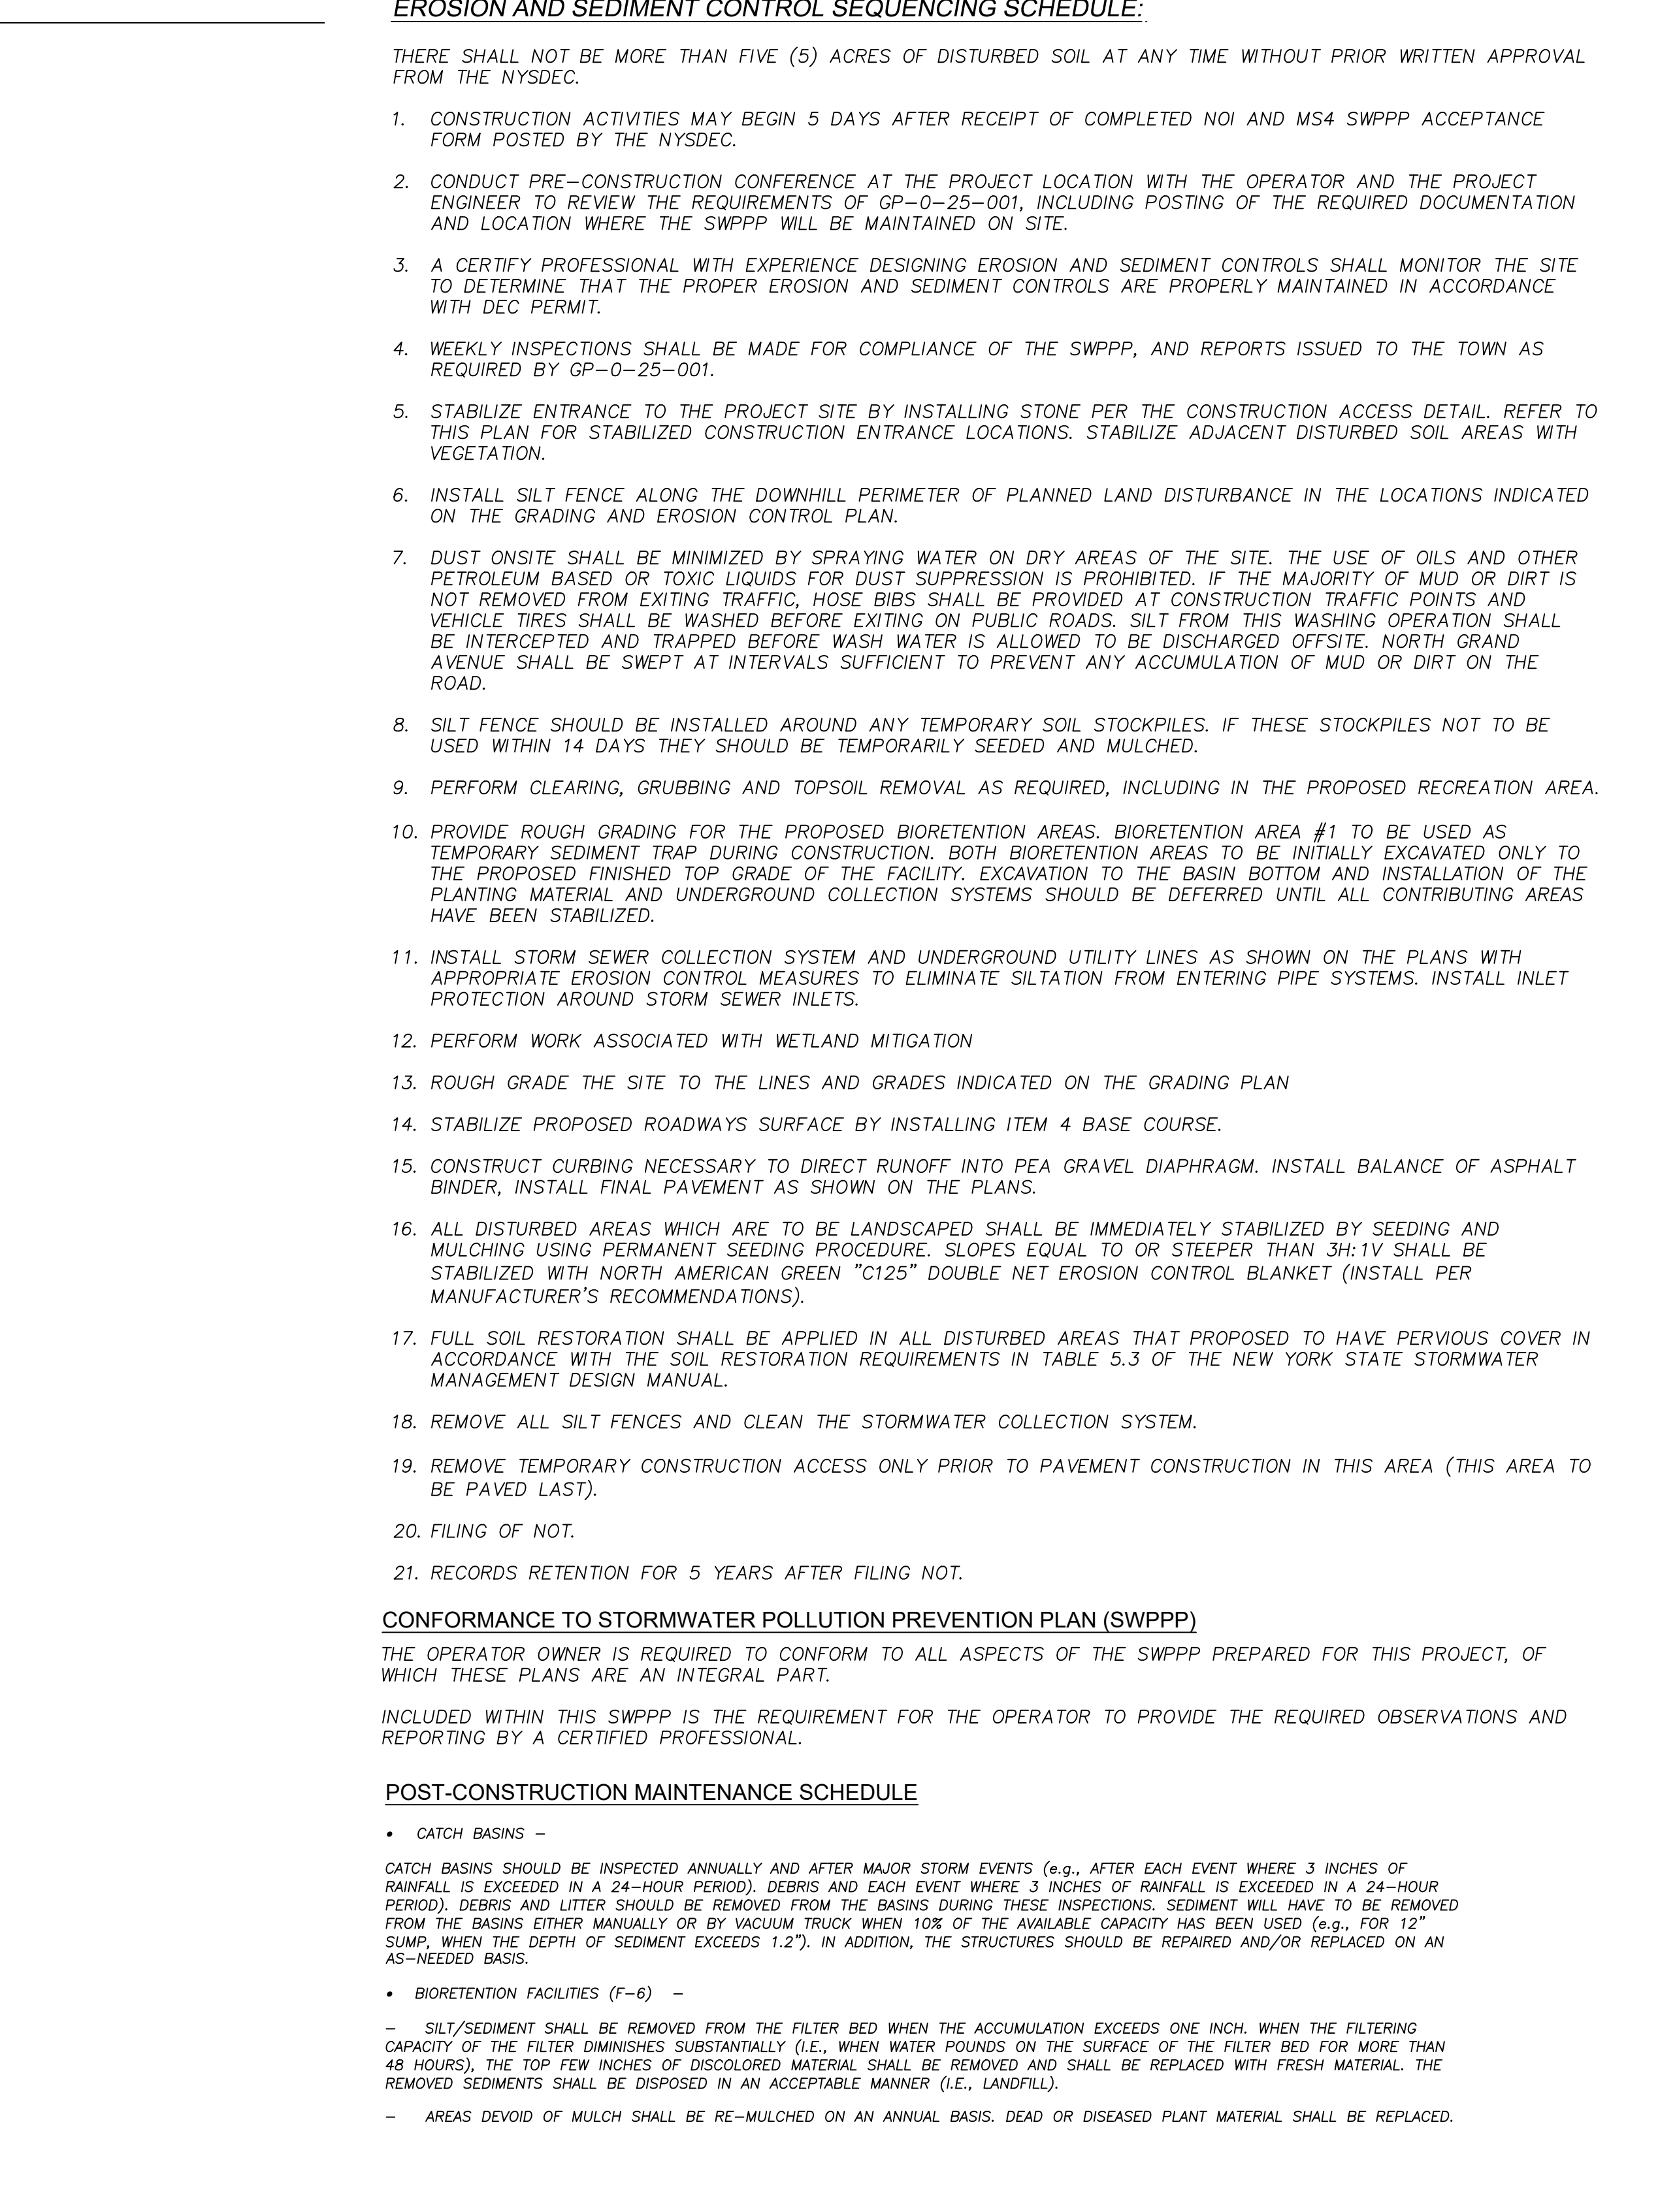 EROSION AND SEDIMENT CONTROL SEQUENCING SCHEDULE:
THERE SHALL NOT BE MORE THAN FIVE (5) ACRES OF DISTURBED SOIL AT ANY TIME WITHOUT PRIOR WRITTEN APPROVAL
FROM THE NYSDEC.
1. CONSTRUCTION ACTIVITIES MAY BEGIN 5 DAYS AFTER RECEIPT OF COMPLETED NOI AND MS4 SWPPP ACCEPTANCE
FORM POSTED BY THE NYSDEC.
2. CONDUCT PRE-CONSTRUCTION CONFERENCE AT THE PROJECT LOCATION WITH THE OPERATOR AND THE PROJECT
ENGINEER TO REVIEW THE REQUIREMENTS OF GP-0-25-001, INCLUDING POSTING OF THE REQUIRED DOCUMENTATION
AND LOCATION WHERE THE SWPPP WILL BE MAINTAINED ON SITE.
3. A CERTIFY PROFESSIONAL WITH EXPERIENCE DESIGNING EROSION AND SEDIMENT CONTROLS SHALL MONITOR THE SITE
TO DETERMINE THAT THE PROPER EROSION AND SEDIMENT CONTROLS ARE PROPERLY MAINTAINED IN ACCORDANCE
WITH DEC PERMIT.
4. WEEKLY INSPECTIONS SHALL BE MADE FOR COMPLIANCE OF THE SWPPP, AND REPORTS ISSUED TO THE TOWN AS
REQUIRED BY GP-0-25-001.
5. STABILIZE ENTRANCE TO THE PROJECT SITE BY INSTALLING STONE PER THE CONSTRUCTION ACCESS DETAIL. REFER TO
THIS PLAN FOR STABILIZED CONSTRUCTION ENTRANCE LOCATIONS. STABILIZE ADJACENT DISTURBED SOIL AREAS WITH
VEGETATION.
6. INSTALL SILT FENCE ALONG THE DOWNHILL PERIMETER OF PLANNED LAND DISTURBANCE IN THE LOCATIONS INDICATED
ON THE GRADING AND EROSION CONTROL PLAN.
7. DUST ONSITE SHALL BE MINIMIZED BY SPRAYING WATER ON DRY AREAS OF THE SITE. THE USE OF OILS AND OTHER
PETROLEUM BASED OR TOXIC LIQUIDS FOR DUST SUPPRESSION IS PROHIBITED. IF THE MAJORITY OF MUD OR DIRT IS
NOT REMOVED FROM EXITING TRAFFIC, HOSE BIBS SHALL BE PROVIDED AT CONSTRUCTION TRAFFIC POINTS AND
VEHICLE TIRES SHALL BE WASHED BEFORE EXITING ON PUBLIC ROADS. SILT FROM THIS WASHING OPERATION SHALL
BE INTERCEPTED AND TRAPPED BEFORE WASH WATER IS ALLOWED TO BE DISCHARGED OFFSITE. NORTH GRAND
AVENUE SHALL BE SWEPT AT INTERVALS SUFFICIENT TO PREVENT ANY ACCUMULATION OF MUD OR DIRT ON THE
ROAD.
8. SILT FENCE SHOULD BE INSTALLED AROUND ANY TEMPORARY SOIL STOCKPILES. IF THESE STOCKPILES NOT TO BE
USED WITHIN 14 DAYS THEY SHOULD BE TEMPORARILY SEEDED AND MULCHED.
9. PERFORM CLEARING, GRUBBING AND TOPSOIL REMOVAL AS REQUIRED, INCLUDING IN THE PROPOSED RECREATION AREA.
10. PROVIDE ROUGH GRADING FOR THE PROPOSED BIORETENTION AREAS. BIORETENTION AREA #1 TO BE USED AS
TEMPORARY SEDIMENT TRAP DURING CONSTRUCTION. BOTH BIORETENTION AREAS TO BE INITIALLY EXCAVATED ONLY TO
THE PROPOSED FINISHED TOP GRADE OF THE FACILITY. EXCAVATION TO THE BASIN BOTTOM AND INSTALLATION OF THE
PLANTING MATERIAL AND UNDERGROUND COLLECTION SYSTEMS SHOULD BE DEFERRED UNTIL ALL CONTRIBUTING AREAS
HAVE BEEN STABILIZED.
11. INSTALL STORM SEWER COLLECTION SYSTEM AND UNDERGROUND UTILITY LINES AS SHOWN ON THE PLANS WITH
APPROPRIATE EROSION CONTROL MEASURES TO ELIMINATE SILTATION FROM ENTERING PIPE SYSTEMS. INSTALL INLET
PROTECTION AROUND STORM SEWER INLETS.
12. PERFORM WORK ASSOCIATED WITH WETLAND MITIGATION
13. ROUGH GRADE THE SITE TO THE LINES AND GRADES INDICATED ON THE GRADING PLAN
14. STABILIZE PROPOSED ROADWAYS SURFACE BY INSTALLING ITEM 4 BASE COURSE.
15. CONSTRUCT CURBING NECESSARY TO DIRECT RUNOFF INTO PEA GRAVEL DIAPHRAGM. INSTALL BALANCE OF ASPHALT
BINDER, INSTALL FINAL PAVEMENT AS SHOWN ON THE PLANS.
16. ALL DISTURBED AREAS WHICH ARE TO BE LANDSCAPED SHALL BE IMMEDIATELY STABILIZED BY SEEDING AND
MULCHING USING PERMANENT SEEDING PROCEDURE. SLOPES EQUAL TO OR STEEPER THAN 3H:1V SHALL BE
STABILIZED WITH NORTH AMERICAN GREEN "C125" DOUBLE NET EROSION CONTROL BLANKET (INSTALL PER
MANUFACTURER'S RECOMMENDATIONS).
17. FULL SOIL RESTORATION SHALL BE APPLIED IN ALL DISTURBED AREAS THAT PROPOSED TO HAVE PERVIOUS COVER IN
ACCORDANCE WITH THE SOIL RESTORATION REQUIREMENTS IN TABLE 5.3 OF THE NEW YORK STATE STORMWATER
MANAGEMENT DESIGN MANUAL.
18. REMOVE ALL SILT FENCES AND CLEAN THE STORMWATER COLLECTION SYSTEM.
19. REMOVE TEMPORARY CONSTRUCTION ACCESS ONLY PRIOR TO PAVEMENT CONSTRUCTION IN THIS AREA (THIS AREA TO
BE PAVED LAST).
20. FILING OF NOT.
21. RECORDS RETENTION FOR 5 YEARS AFTER FILING NOT.
CONFORMANCE TO STORMWATER POLLUTION PREVENTION PLAN (SWPPP)
THE OPERATOR OWNER IS REQUIRED TO CONFORM TO ALL ASPECTS OF THE SWPPP PREPARED FOR THIS PROJECT, OF
WHICH THESE PLANS ARE AN INTEGRAL PART.
INCLUDED WITHIN THIS SWPPP IS THE REQUIREMENT FOR THE OPERATOR TO PROVIDE THE REQUIRED OBSERVATIONS AND
REPORTING BY A CERTIFIED PROFESSIONAL.
POST-CONSTRUCTION MAINTENANCE SCHEDULE
• CATCH BASINS –
CATCH BASINS SHOULD BE INSPECTED ANNUALLY AND AFTER MAJOR STORM EVENTS (e.g., AFTER EACH EVENT WHERE 3 INCHES OF
RAINFALL IS EXCEEDED IN A 24-HOUR PERIOD). DEBRIS AND EACH EVENT WHERE 3 INCHES OF RAINFALL IS EXCEEDED IN A 24-HOUR
PERIOD). DEBRIS AND LITTER SHOULD BE REMOVED FROM THE BASINS DURING THESE INSPECTIONS. SEDIMENT WILL HAVE TO BE REMOVED
FROM THE BASINS EITHER MANUALLY OR BY VACUUM TRUCK WHEN 10% OF THE AVAILABLE CAPACITY HAS BEEN USED (e.g., FOR 12"
SUMP, WHEN THE DEPTH OF SEDIMENT EXCEEDS 1.2"). IN ADDITION, THE STRUCTURES SHOULD BE REPAIRED AND/OR REPLACED ON AN
AS-NEEDED BASIS.
• BIORETENTION FACILITIES (F-6) –
– SILT/SEDIMENT SHALL BE REMOVED FROM THE FILTER BED WHEN THE ACCUMULATION EXCEEDS ONE INCH. WHEN THE FILTERING
CAPACITY OF THE FILTER DIMINISHES SUBSTANTIALLY (I.E., WHEN WATER POUNDS ON THE SURFACE OF THE FILTER BED FOR MORE THAN
48 HOURS), THE TOP FEW INCHES OF DISCOLORED MATERIAL SHALL BE REMOVED AND SHALL BE REPLACED WITH FRESH MATERIAL. THE
REMOVED SEDIMENTS SHALL BE DISPOSED IN AN ACCEPTABLE MANNER (I.E., LANDFILL).
– AREAS DEVOID OF MULCH SHALL BE RE-MULCHED ON AN ANNUAL BASIS. DEAD OR DISEASED PLANT MATERIAL SHALL BE REPLACED.